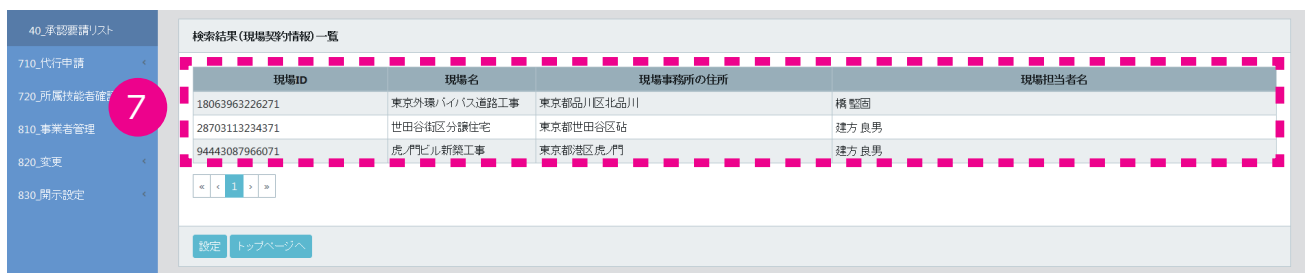 40_承認要請リスト
710_代行申請
720_所属技能者確
810_事業者管理
820_変更
830_開示設定
7
検索結果(現場契約情報)一覧
現場ID 現場名 現場事務所の住所 現場担当者名
18063963226271 東京外環バイパス道路工事 東京都品川区北品川 橋 堅固
28703113234371 世田谷街区分譲住宅 東京都世田谷区砧 建方 良男
94443087966071 虎ノ門ビル新築工事 東京都港区虎ノ門 建方 良男
« ‹ 1 › »
設定 トップページへ